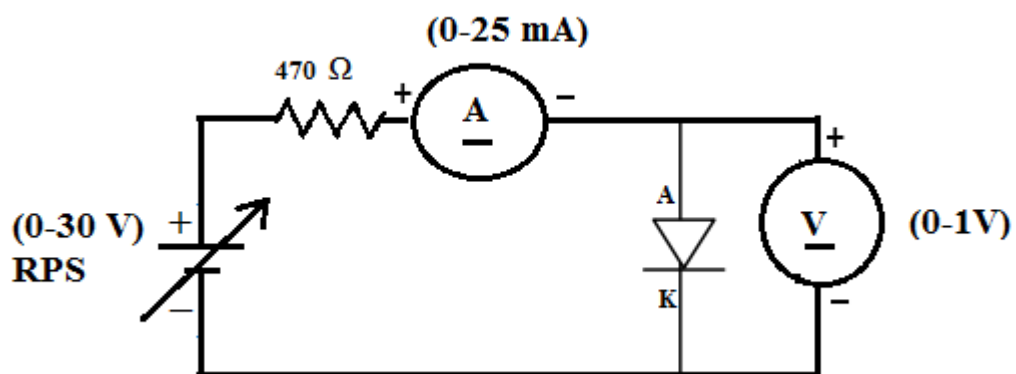 (0-25 mA)
470 Ω
+ A −
A
+
(0-30 V) +
V
(0-1V)
RPS
K
−
−